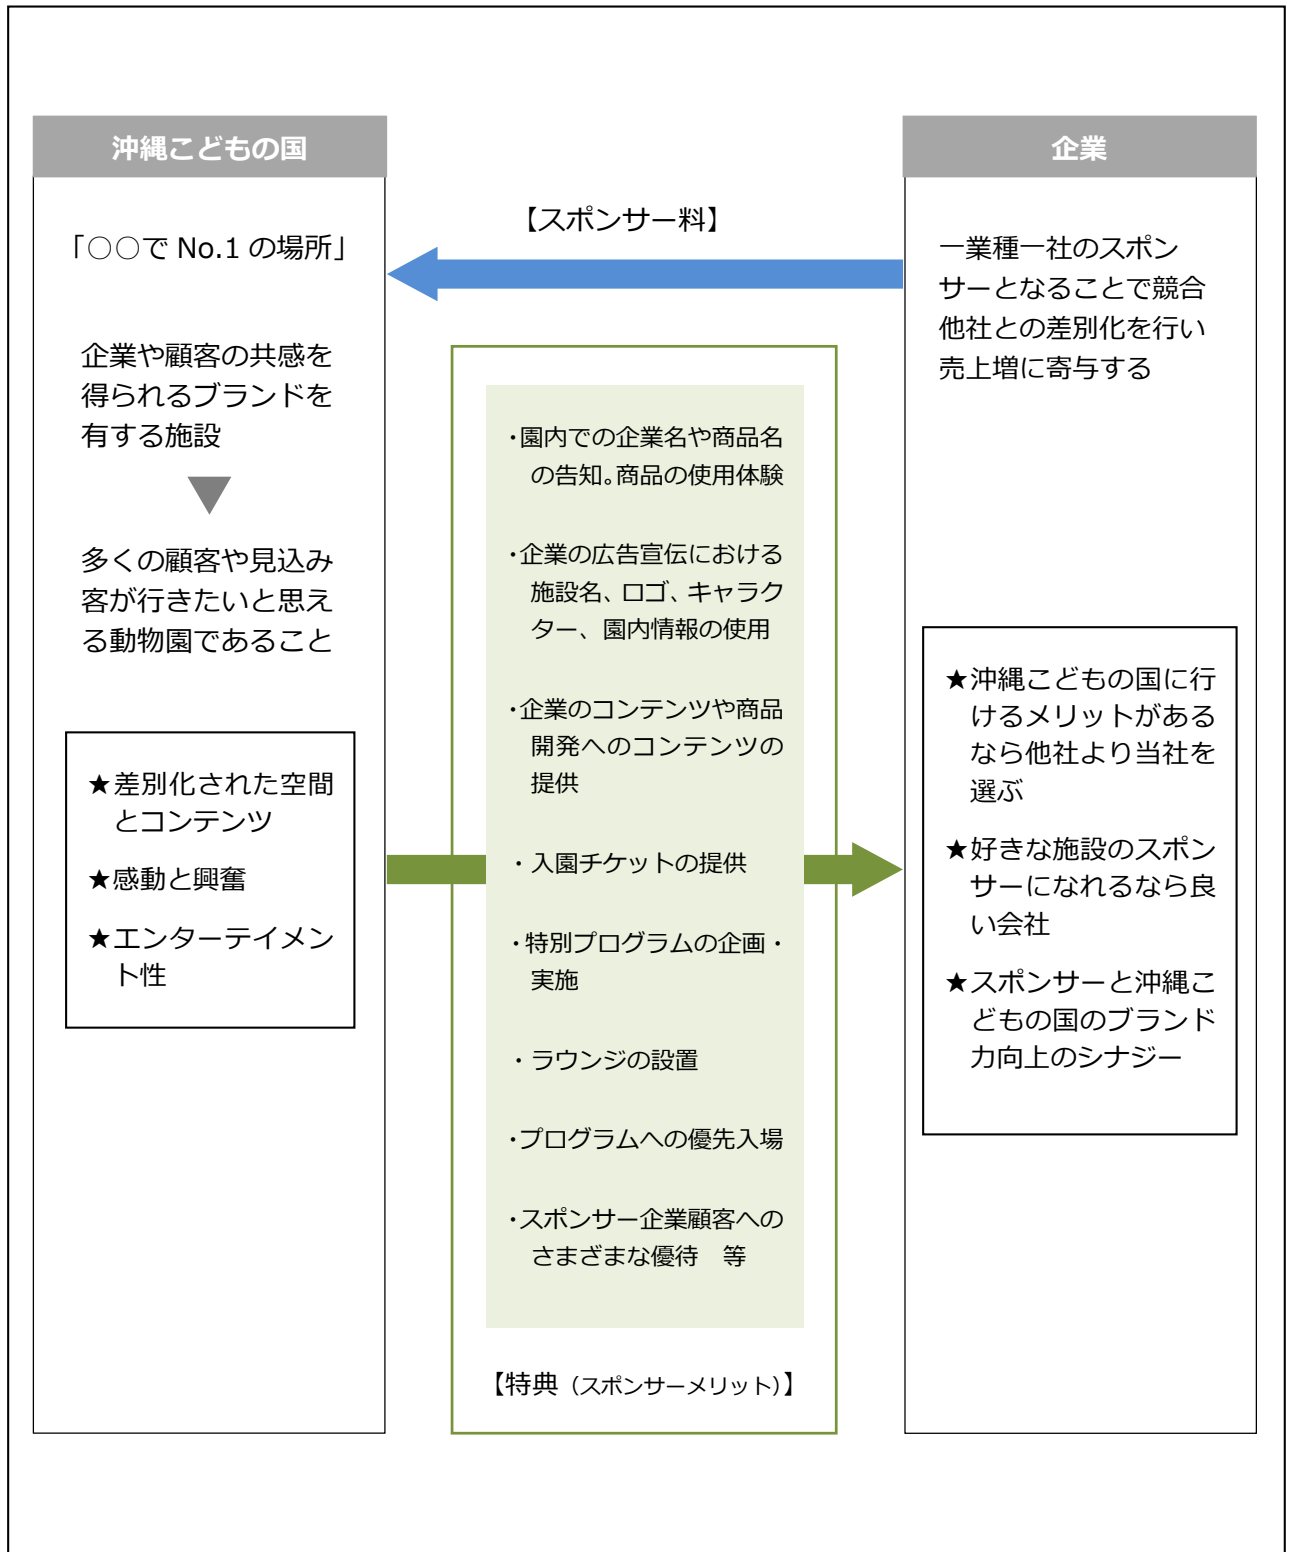 沖縄こどもの国
「○○で No.1 の場所」
企業や顧客の共感を
得られるブランドを
有する施設
多くの顧客や見込み
客が行きたいと思え
る動物園であること
★差別化された空間
とコンテンツ
★感動と興奮
★エンターテイメン
ト性
【スポンサー料】
・園内での企業名や商品名
の告知。商品の使用体験
・企業の広告宣伝における
施設名、ロゴ、キャラク
ター、園内情報の使用
・企業のコンテンツや商品
開発へのコンテンツの
提供
・入園チケットの提供
・特別プログラムの企画・
実施
・ラウンジの設置
・プログラムへの優先入場
・スポンサー企業顧客への
さまざまな優待　等
【特典（スポンサーメリット）】
企業
一業種一社のスポン
サーとなることで競合
他社との差別化を行い
売上増に寄与する
★沖縄こどもの国に行
けるメリットがある
なら他社より当社を
選ぶ
★好きな施設のスポン
サーになれるなら良
い会社
★スポンサーと沖縄こ
どもの国のブランド
力向上のシナジー